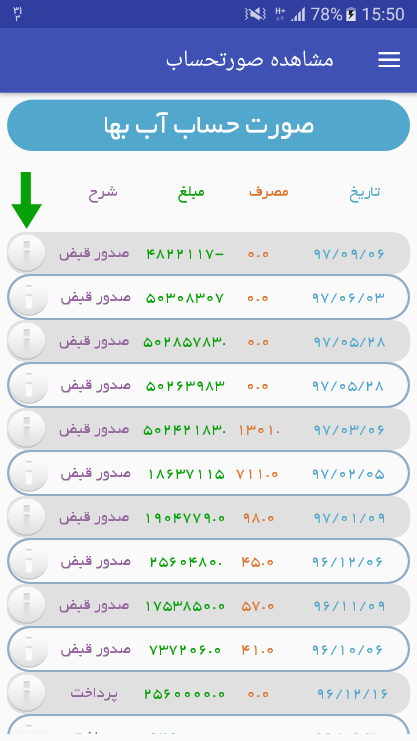 ۳۱ ۳ H+ 78% 15:50
مشاهده صورتحساب
صورت حساب آب بها
تاریخ مصرف مبلغ شرح
۹۷/۰۹/۰۶ ۰.۰ ۴۸۲۲۱۱۷- صدور قبض
۹۷/۰۶/۰۳ ۰.۰ ۵۰۳۰۸۳۰۷ صدور قبض
۹۷/۰۵/۲۸ ۰.۰ ۵۰۲۸۵۷۸۳. صدور قبض
۹۷/۰۵/۲۸ ۰.۰ ۵۰۲۶۳۹۸۳ صدور قبض
۹۷/۰۳/۰۶ ۱۳۰۱. ۵۰۲۴۲۱۸۳. صدور قبض
۹۷/۰۲/۰۵ ۷۱۱.۰ ۱۸۶۳۷۱۱۵ صدور قبض
۹۷/۰۱/۰۹ ۹۸.۰ ۱۹۰۴۷۷۹.۰ صدور قبض
۹۶/۱۲/۰۶ ۴۵.۰ ۲۵۶۰۴۸۰. صدور قبض
۹۶/۱۱/۰۹ ۵۷.۰ ۱۷۵۳۸۵۰.۰ صدور قبض
۹۶/۱۰/۰۶ ۴۱.۰ ۷۳۷۲۰۶.۰ صدور قبض
۹۶/۱۲/۱۶ ۰.۰ ۲۵۶۰۰۰۰.۰ پرداخت